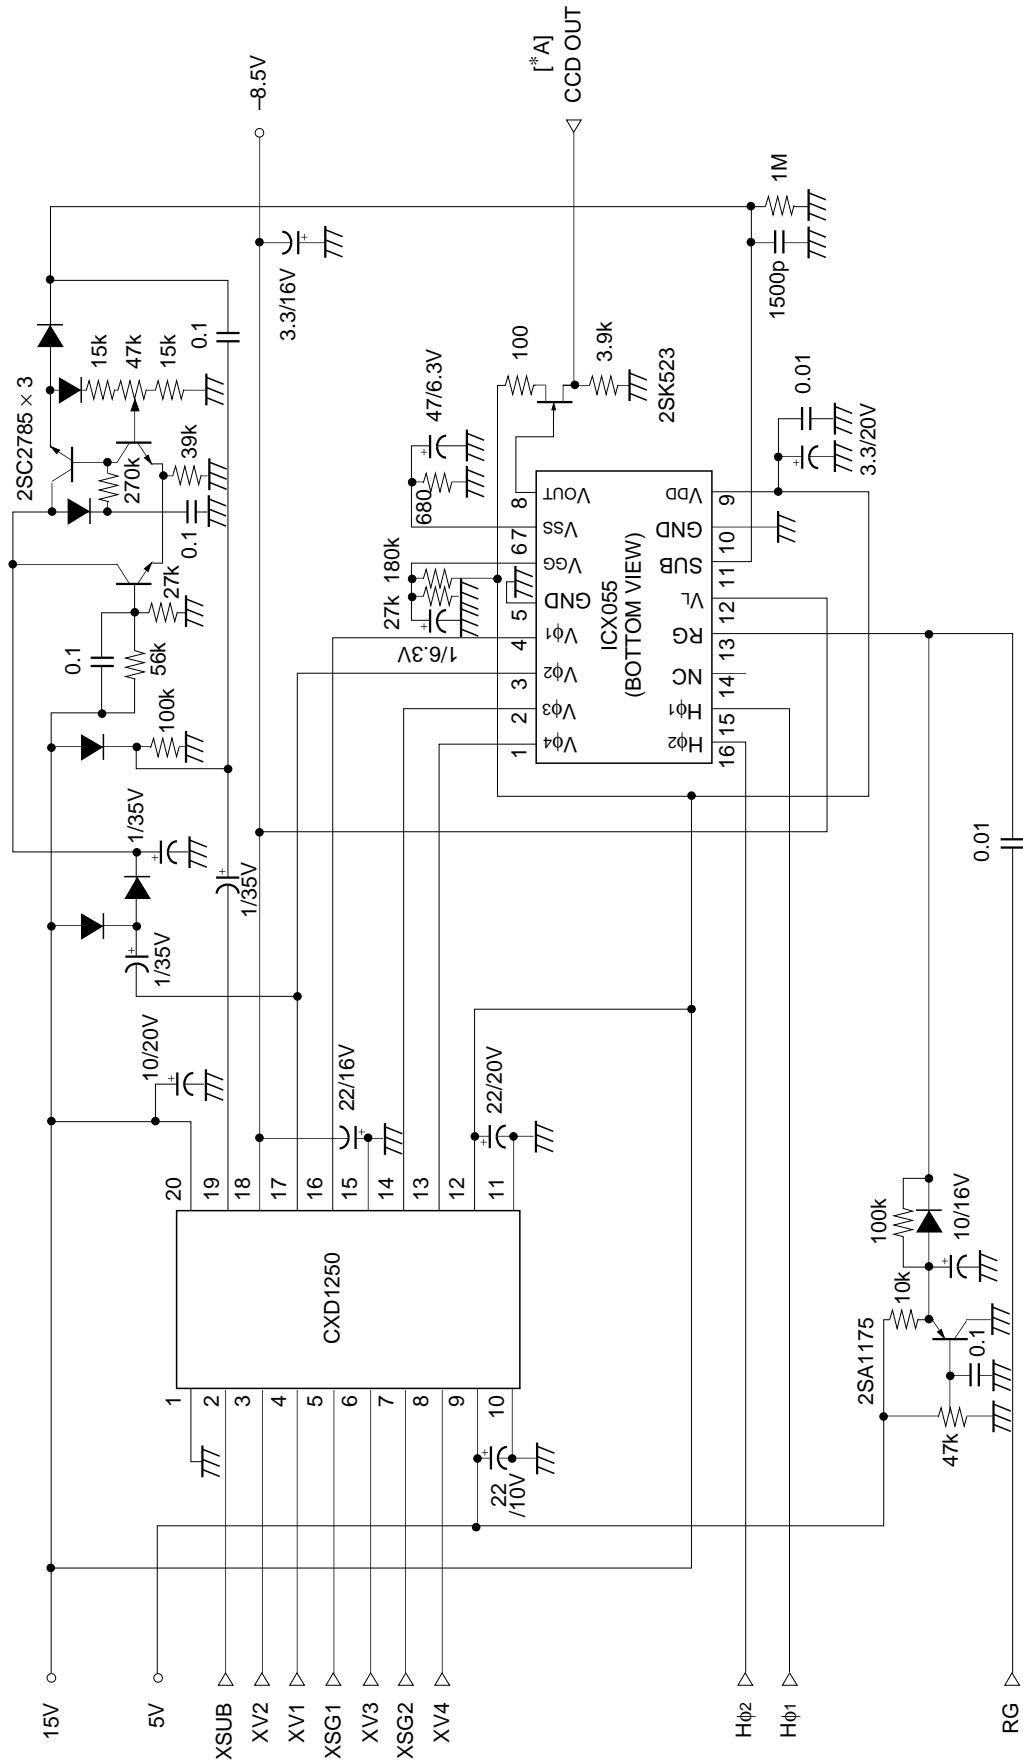 15V
5V
XSUB
XV2
XV1
XSG1
XV3
XSG2
XV4
Hϕ2
Hϕ1
RG
1
2
3
4
5
6
7
8
9
10
22
/10V
CXD1250
20
19
18
17
16
15
14
13
12
11
10/20V
22/16V
22/20V
1/35V
1/35V
1/35V
100k
56k
0.1
27k
0.1
270k
39k
2SC2785 × 3
15k
47k
15k
0.1
–8.5V
3.3/16V
[*A]
CCD OUT
100
3.9k
2SK523
47/6.3V
680
180k
27k
1/6.3V
ICX055
(BOTTOM VIEW)
1
2
3
4
5
6
7
8
Vϕ4
Vϕ3
Vϕ2
Vϕ1
GND
VGG
VSS
VOUT
Hϕ2
Hϕ1
NC
RG
VL
SUB
GND
VDD
16
15
14
13
12
11
10
9
0.01
3.3/20V
1500p
1M
0.01
47k
0.1
2SA1175
10k
100k
10/16V